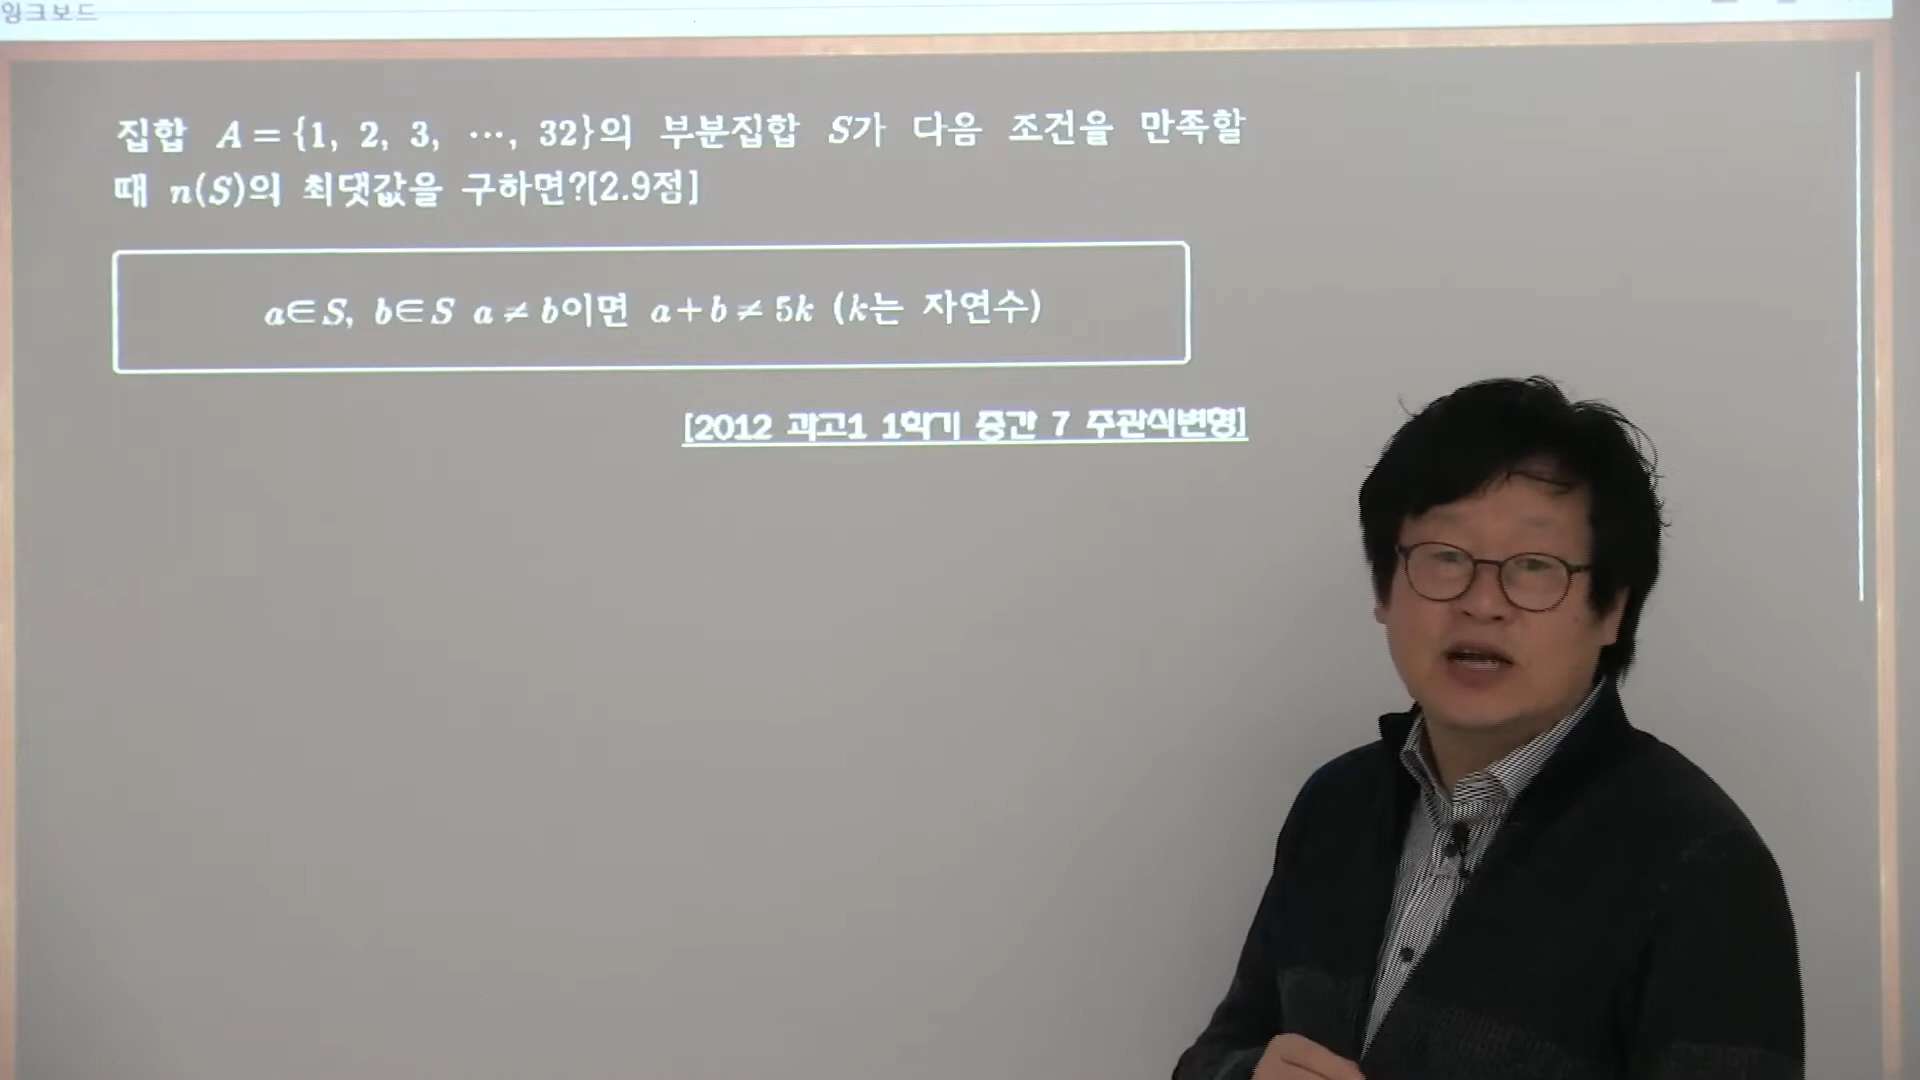 잉크보드
집합 A = {1, 2, 3, ⋯, 32}의 부분집합 S가 다음 조건을 만족할
때 n(S)의 최댓값을 구하면?[2.9점]
a∈S, b∈S a ≠ b이면 a+b ≠ 5k (k는 자연수)
[2012 과고1 1학기 중간 7 주관식변형]